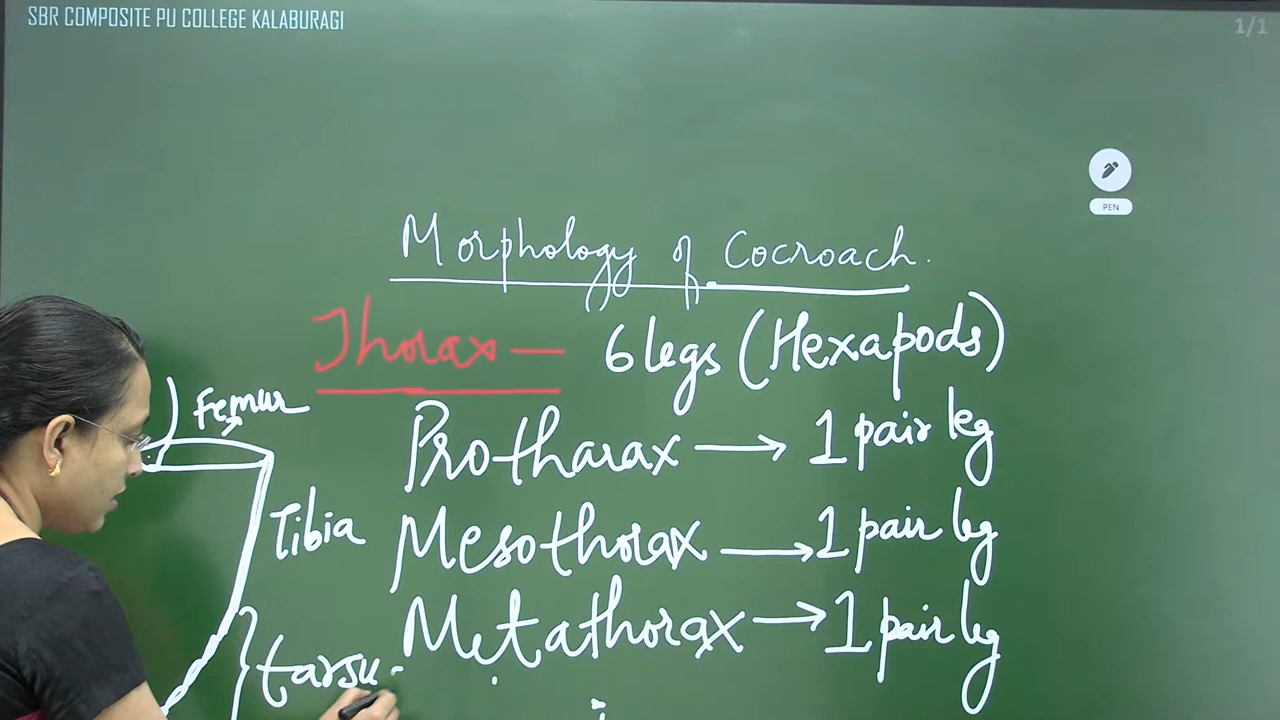 SBR COMPOSITE PU COLLEGE KALABURAGI
1/1
PEN
Morphology of Cocroach.
Thorax — 6 legs (Hexapods)
Femur
Protharax → 1 pair leg
Tibia
Mesothorax → 1 pair leg
Metathorax → 1 pair leg
tarsu